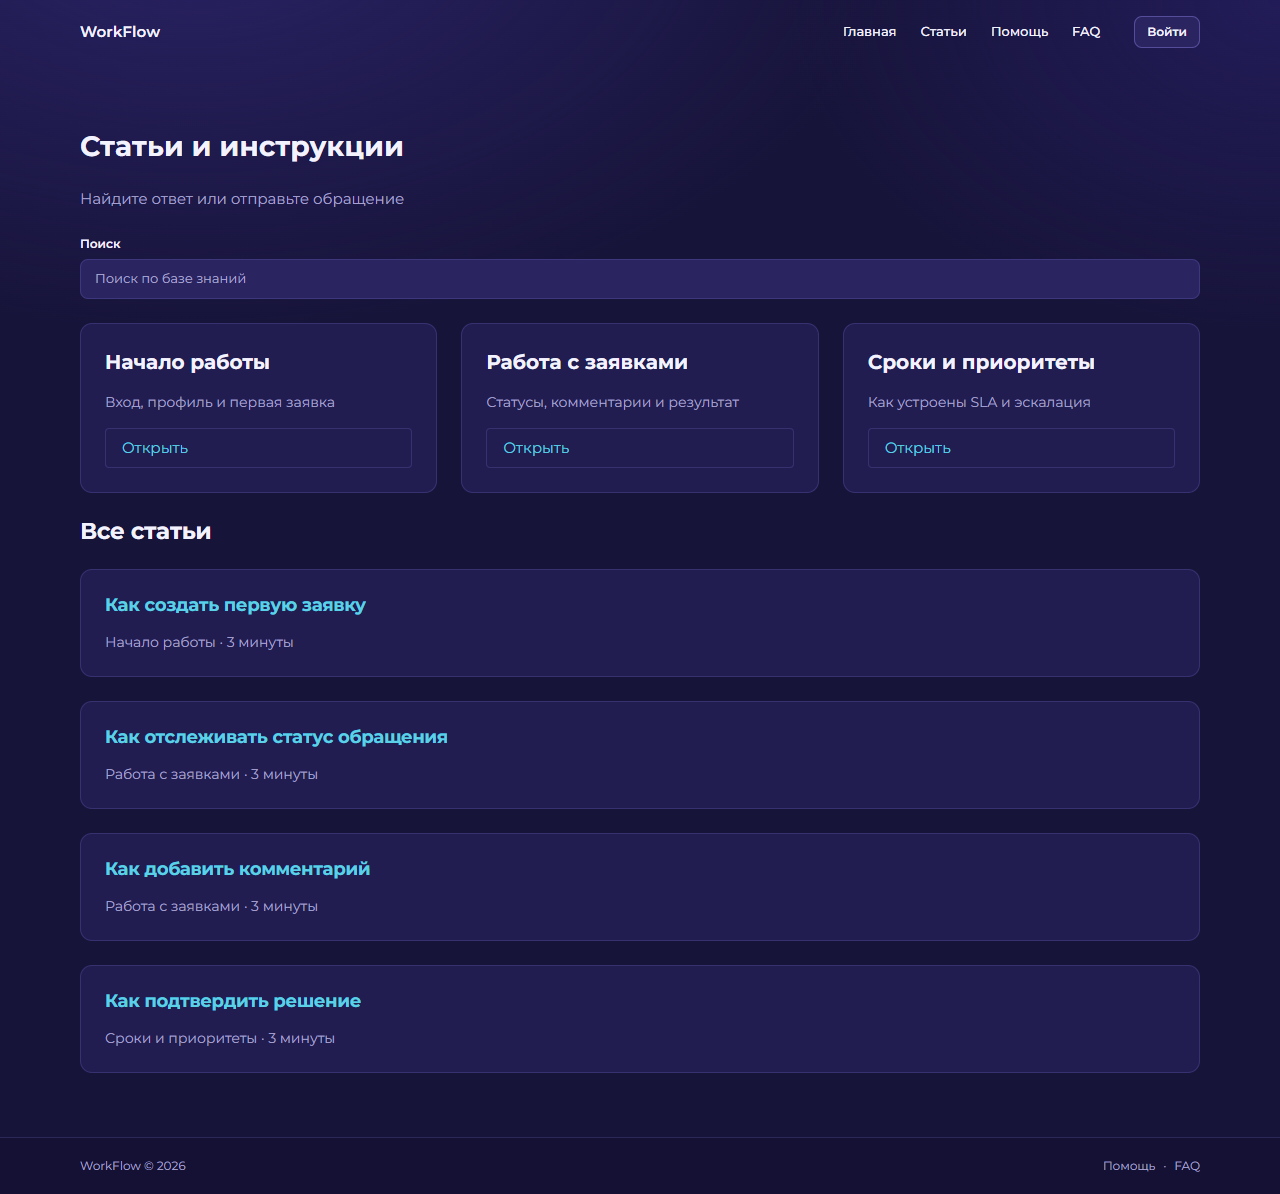 WorkFlow
Главная
Статьи
Помощь
FAQ
Войти
Статьи и инструкции
Найдите ответ или отправьте обращение
Поиск
Поиск по базе знаний
Начало работы
Вход, профиль и первая заявка
Открыть
Работа с заявками
Статусы, комментарии и результат
Открыть
Сроки и приоритеты
Как устроены SLA и эскалация
Открыть
Все статьи
Как создать первую заявку
Начало работы · 3 минуты
Как отслеживать статус обращения
Работа с заявками · 3 минуты
Как добавить комментарий
Работа с заявками · 3 минуты
Как подтвердить решение
Сроки и приоритеты · 3 минуты
WorkFlow © 2026
Помощь · FAQ